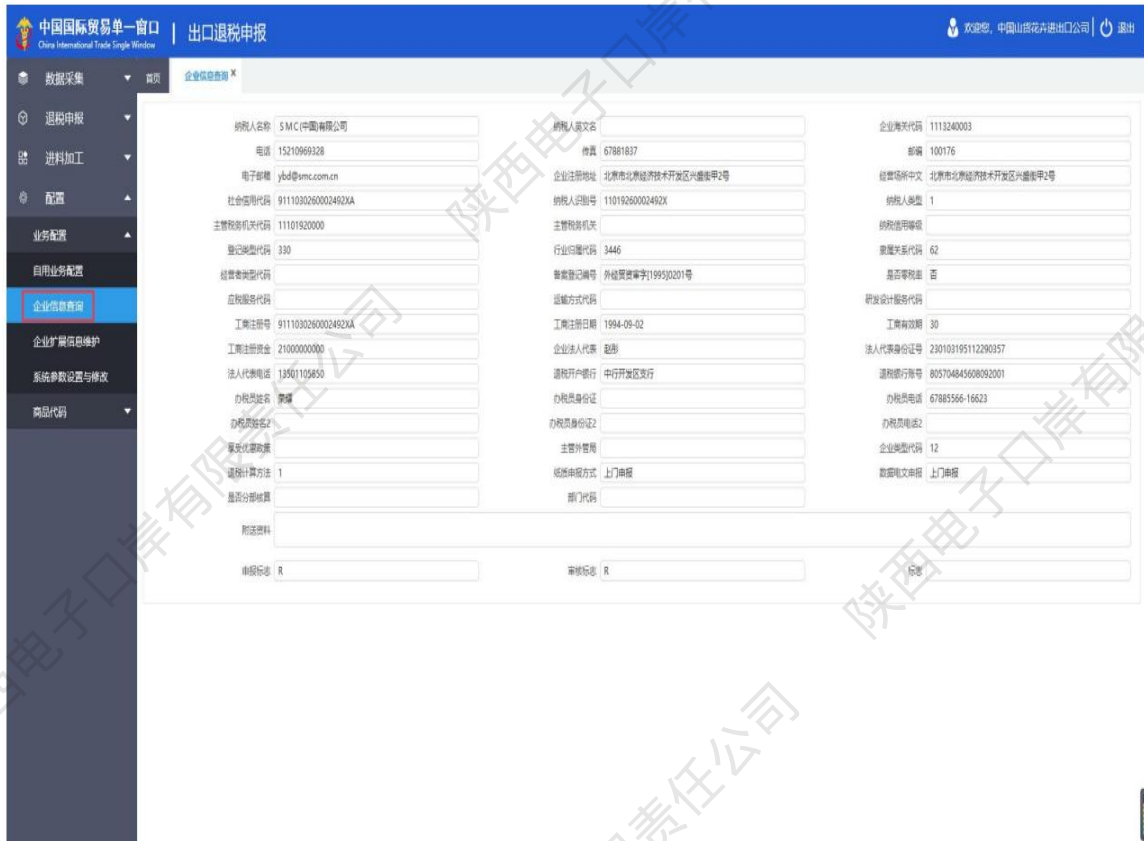 中国国际贸易单一窗口 | 出口退税申报
China International Trade Single Window
欢迎您，中国山货花卉进出口公司 | 退出
数据采集
首页 企业信息查询 X
退税申报
进料加工
配置
业务配置
自用业务配置
企业信息查询
企业扩展信息维护
系统参数设置与修改
商品代码
纳税人名称 S M C (中国)有限公司 纳税人英文名 企业海关代码 1113240003
电话 15210969328 传真 67881837 邮编 100176
电子邮箱 ybd@smc.com.cn 企业注册地址 北京市北京经济技术开发区兴盛街甲2号 经营场所中文 北京市北京经济技术开发区兴盛街甲2号
社会信用代码 9111030260002492XA 纳税人识别号 11019260002492X 纳税人类型 1
主管税务机关代码 11101920000 主管税务机关 纳税信用等级
登记类型代码 330 行业归属代码 3446 隶属关系代码 62
经营者类型代码 备案登记编号 外经贸资审字[1995]0201号 是否零税率 否
应税服务代码 运输方式代码 研发设计服务代码
工商注册号 9111030260002492XA 工商注册日期 1994-09-02 工商有效期 30
工商注册资金 21000000000 企业法人代表 赵彤 法人代表身份证号 230103195112290357
法人代表电话 13501105850 退税开户银行 中行开发区支行 退税银行账号 805704845608092001
办税员姓名 办税员身份证 办税员电话 67885566-16623
办税员姓名2 办税员身份证2 办税员电话2
享受优惠政策 主管外管局 企业类型代码 12
退税计算方法 1 纸质申报方式 上门申报 数据电文申报 上门申报
是否分部核算 部门代码
附送资料
申报标志 R 审核标志 R 标志
陕西电子口岸有限责任公司